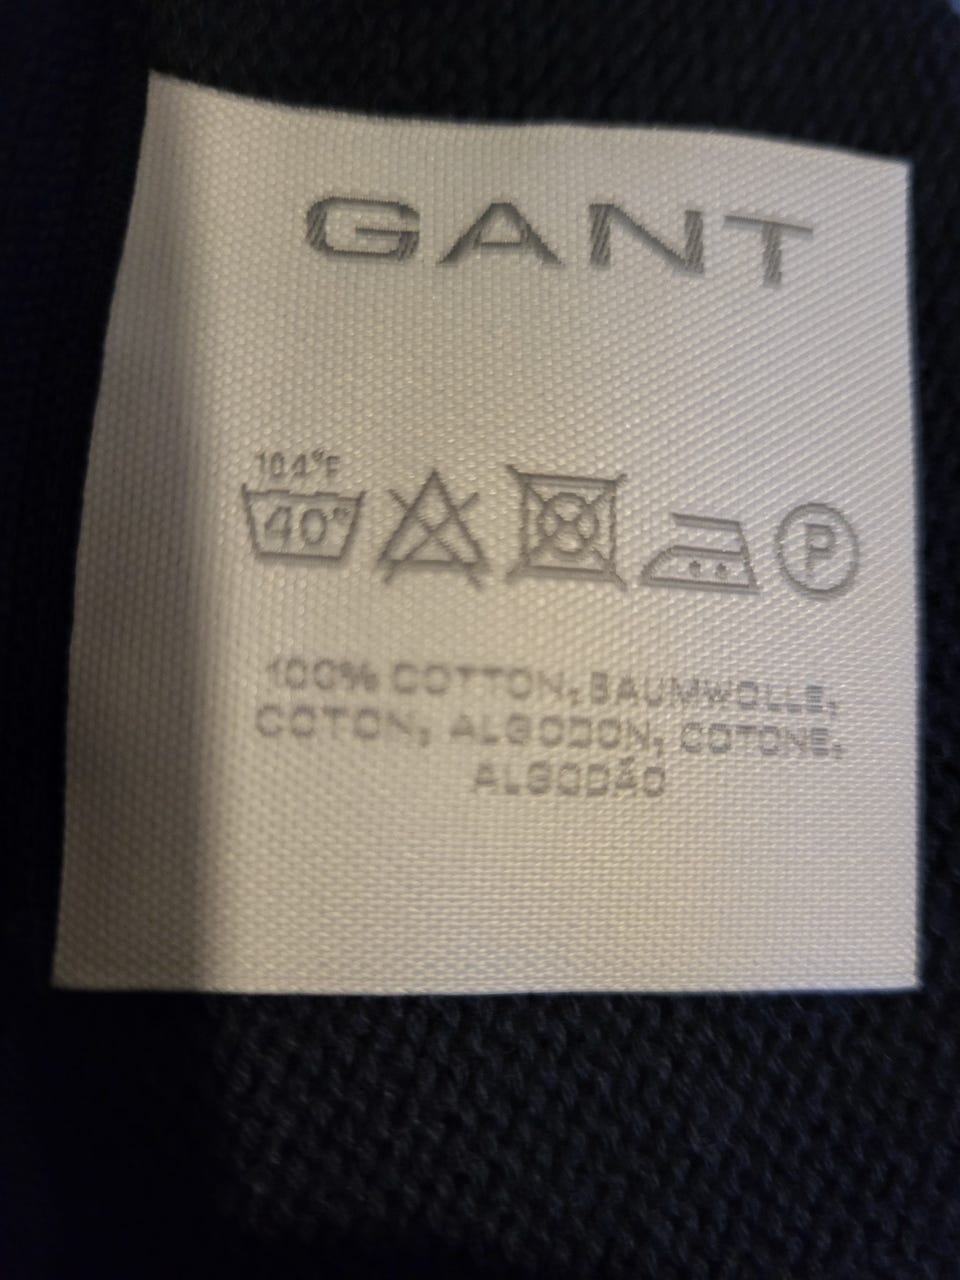 GANT
104°F
40° P
100% COTTON, BAUMWOLLE,
COTON, ALGODON, COTONE,
ALGODÃO